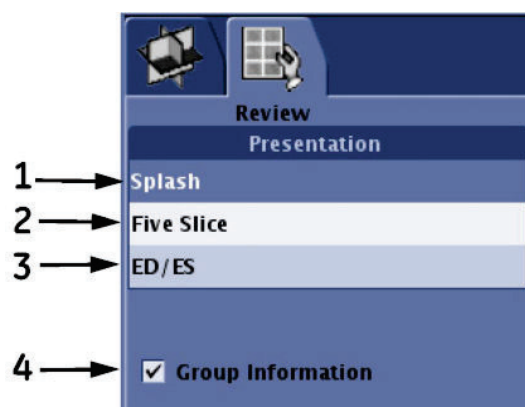 Review
Presentation
1 Splash
2 Five Slice
3 ED/ES
4 Group Information